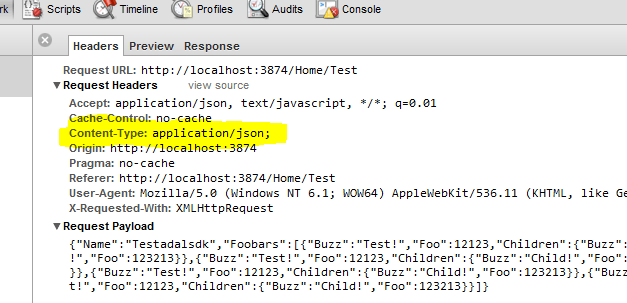 rk Scripts Timeline Profiles Audits Console
Headers Preview Response
Request URL: http://localhost:3874/Home/Test
▼Request Headers view source
Accept: application/json, text/javascript, */*; q=0.01
Cache-Control: no-cache
Content-Type: application/json;
Origin: http://localhost:3874
Pragma: no-cache
Referer: http://localhost:3874/Home/Test
User-Agent: Mozilla/5.0 (Windows NT 6.1; WOW64) AppleWebKit/536.11 (KHTML, like Ge
X-Requested-With: XMLHttpRequest
▼Request Payload
{"Name":"Testadalsdk","Foobars":[{"Buzz":"Test!","Foo":12123,"Children":{"Bu
!","Foo":123213}},{"Buzz":"Test!","Foo":12123,"Children":{"Buzz":"Child!","F
}},{"Buzz":"Test!","Foo":12123,"Children":{"Buzz":"Child!","Foo":123213}},{"B
t!","Foo":12123,"Children":{"Buzz":"Child!","Foo":123213}}]}